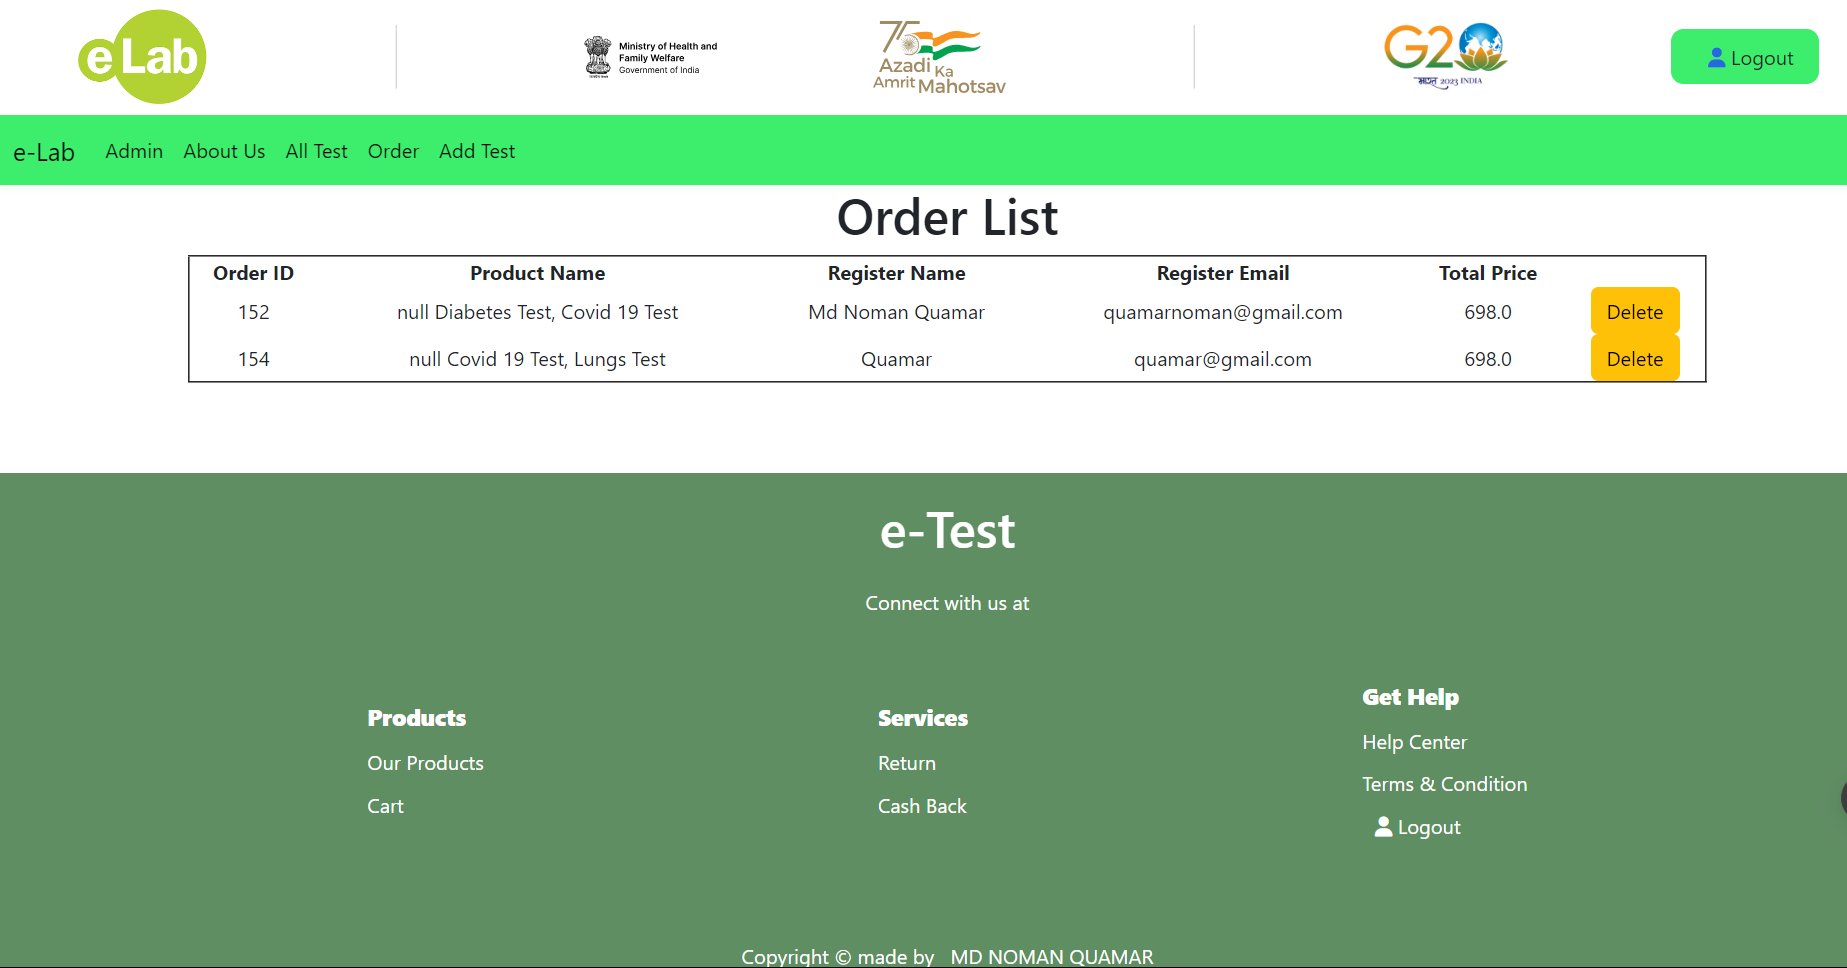 e Lab
Ministry of Health and
Family Welfare
Government of India
75
Azadi Ka
Amrit Mahotsav
G20
भारत 2023 INDIA
Logout
e-Lab Admin About Us All Test Order Add Test
Order List
Order ID Product Name Register Name Register Email Total Price
152 null Diabetes Test, Covid 19 Test Md Noman Quamar quamarnoman@gmail.com 698.0 Delete
154 null Covid 19 Test, Lungs Test Quamar quamar@gmail.com 698.0 Delete
e-Test
Connect with us at
Products
Our Products
Cart
Services
Return
Cash Back
Get Help
Help Center
Terms & Condition
Logout
Copyright © made by MD NOMAN QUAMAR